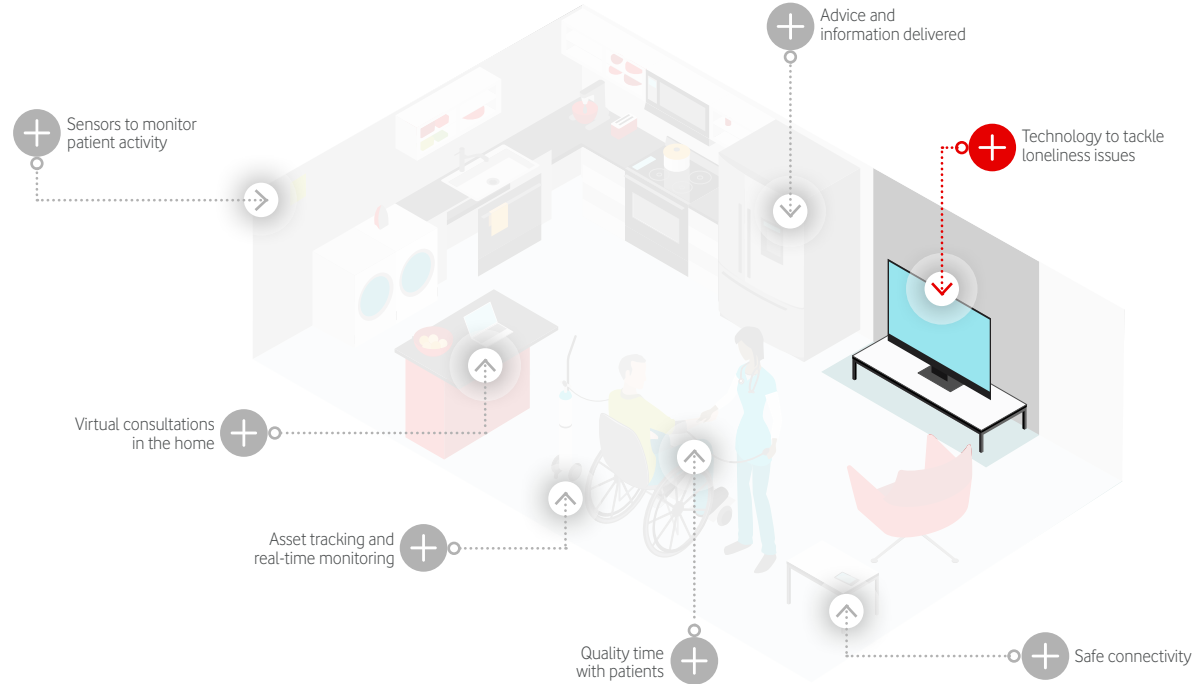 Advice and
information delivered
Sensors to monitor
patient activity
Technology to tackle
loneliness issues
Virtual consultations
in the home
Asset tracking and
real-time monitoring
Quality time
with patients
Safe connectivity